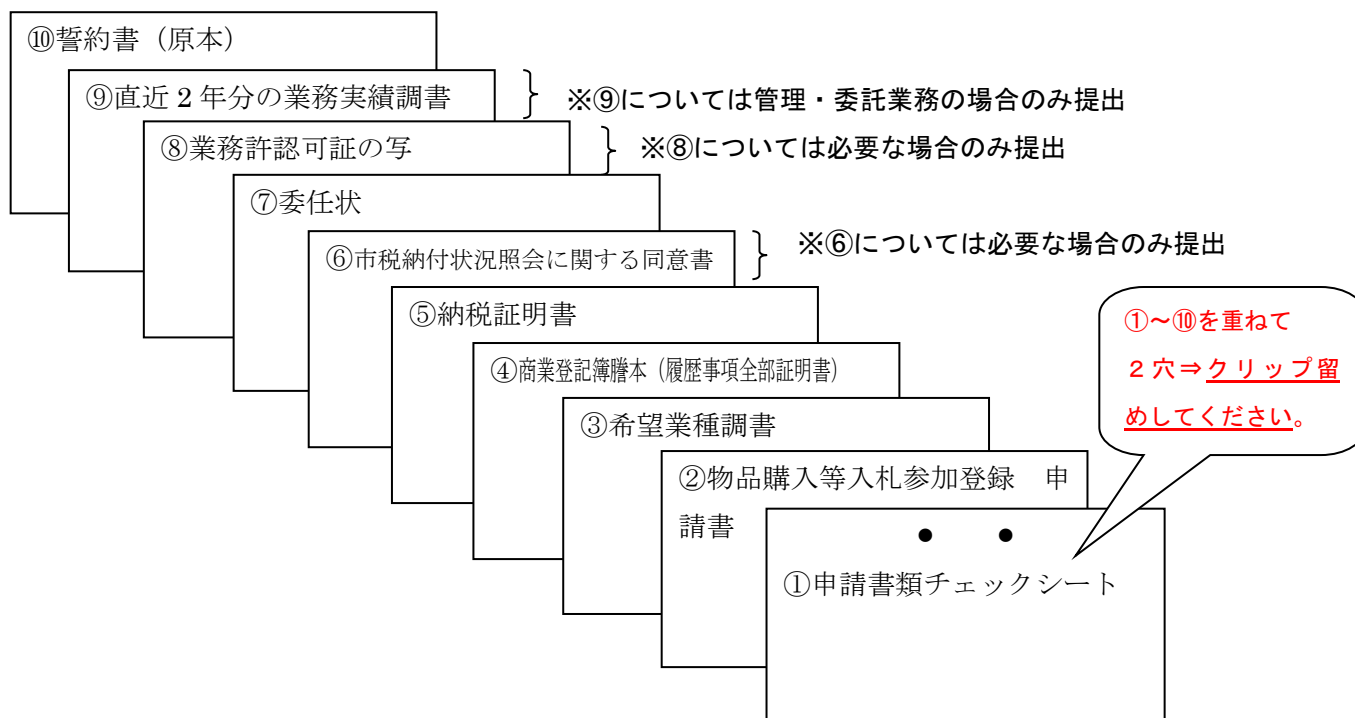 ⑩誓約書（原本）
⑨直近２年分の業務実績調書
※⑨については管理・委託業務の場合のみ提出
⑧業務許認可証の写
※⑧については必要な場合のみ提出
⑦委任状
⑥市税納付状況照会に関する同意書
※⑥については必要な場合のみ提出
⑤納税証明書
④商業登記簿謄本（履歴事項全部証明書）
③希望業種調書
②物品購入等入札参加登録　申
請書
①申請書類チェックシート
①～⑩を重ねて
２穴⇒クリップ留
めしてください。